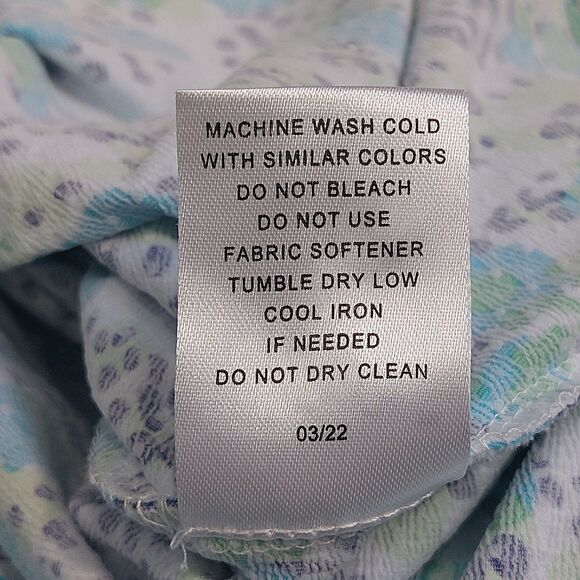 MACHINE WASH COLD
WITH SIMILAR COLORS
DO NOT BLEACH
DO NOT USE
FABRIC SOFTENER
TUMBLE DRY LOW
COOL IRON
IF NEEDED
DO NOT DRY CLEAN
03/22